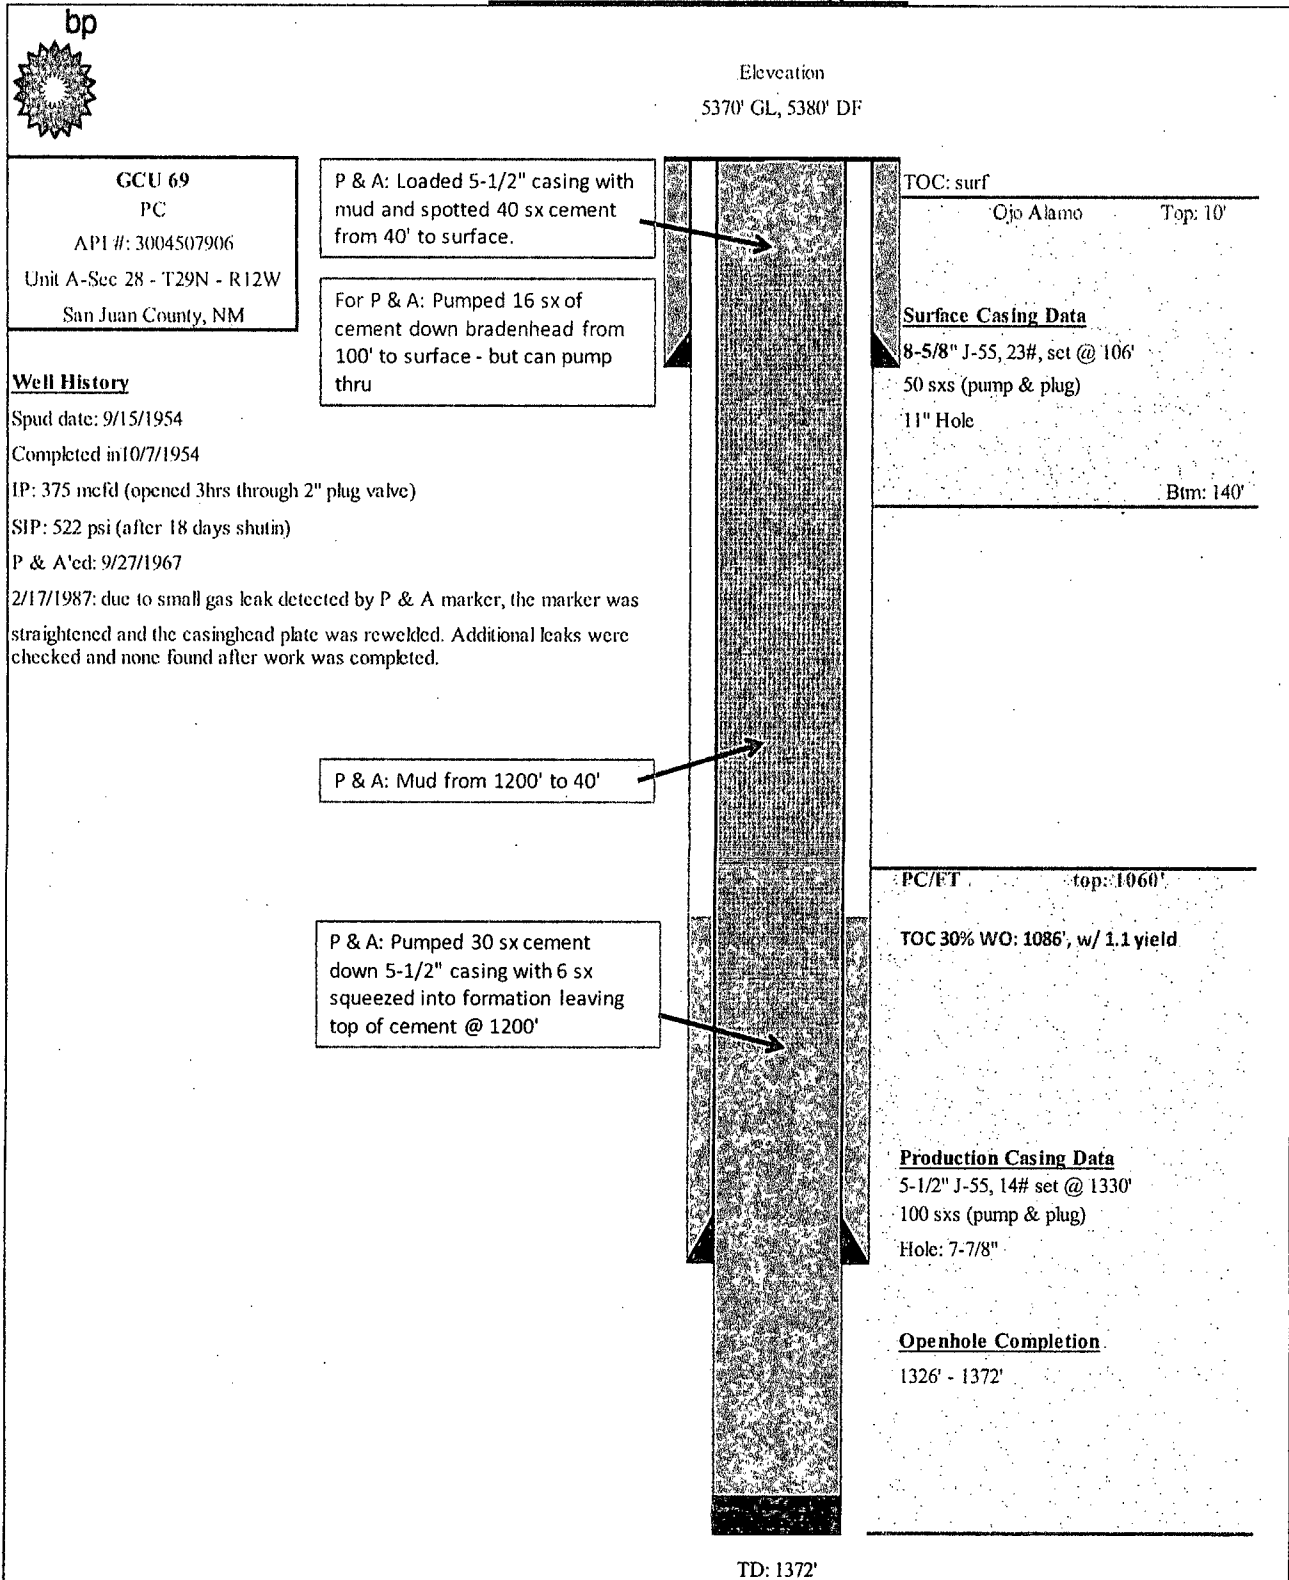 bp
Eleveation
5370' GL, 5380' DF
GCU 69
PC
API #: 3004507906
Unit A-Sec 28 - T29N - R12W
San Juan County, NM
P & A: Loaded 5-1/2" casing with
mud and spotted 40 sx cement
from 40' to surface.
For P & A: Pumped 16 sx of
cement down bradenhead from
100' to surface - but can pump
thru
TOC: surf
Ojo Alamo Top: 10'
Surface Casing Data
8-5/8" J-55, 23#, set @ 106'
50 sxs (pump & plug)
11" Hole
Btm: 140'
Well History
Spud date: 9/15/1954
Completed in10/7/1954
IP: 375 mcfd (opened 3hrs through 2" plug valve)
SIP: 522 psi (after 18 days shutin)
P & A'ed: 9/27/1967
2/17/1987: due to small gas leak detected by P & A marker, the marker was
straightened and the casinghead plate was rewelded. Additional leaks were
checked and none found after work was completed.
P & A: Mud from 1200' to 40'
PC/FT top: 1060'
TOC 30% WO: 1086', w/ 1.1 yield
P & A: Pumped 30 sx cement
down 5-1/2" casing with 6 sx
squeezed into formation leaving
top of cement @ 1200'
Production Casing Data
5-1/2" J-55, 14# set @ 1330'
100 sxs (pump & plug)
Hole: 7-7/8"
Openhole Completion
1326' - 1372'
TD: 1372'